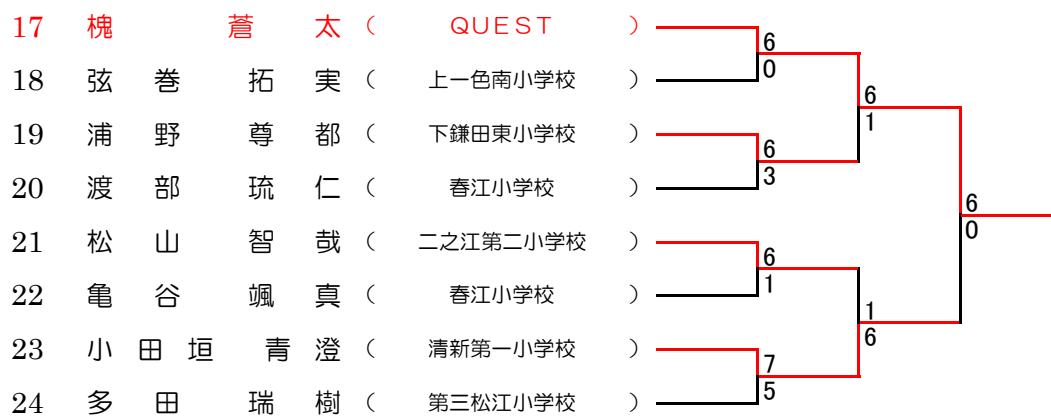 17 槐 蒼 太 ( QUEST )
6
18 弦 巻 拓 実 ( 上一色南小学校 )
0
6
19 浦 野 尊 都 ( 下鎌田東小学校 )
1
6
20 渡 部 琉 仁 ( 春江小学校 )
3
6
21 松 山 智 哉 ( 二之江第二小学校 )
0
6
22 亀 谷 颯 真 ( 春江小学校 )
1
1
23 小 田 垣 青 澄 ( 清新第一小学校 )
6
7
24 多 田 瑞 樹 ( 第三松江小学校 )
5